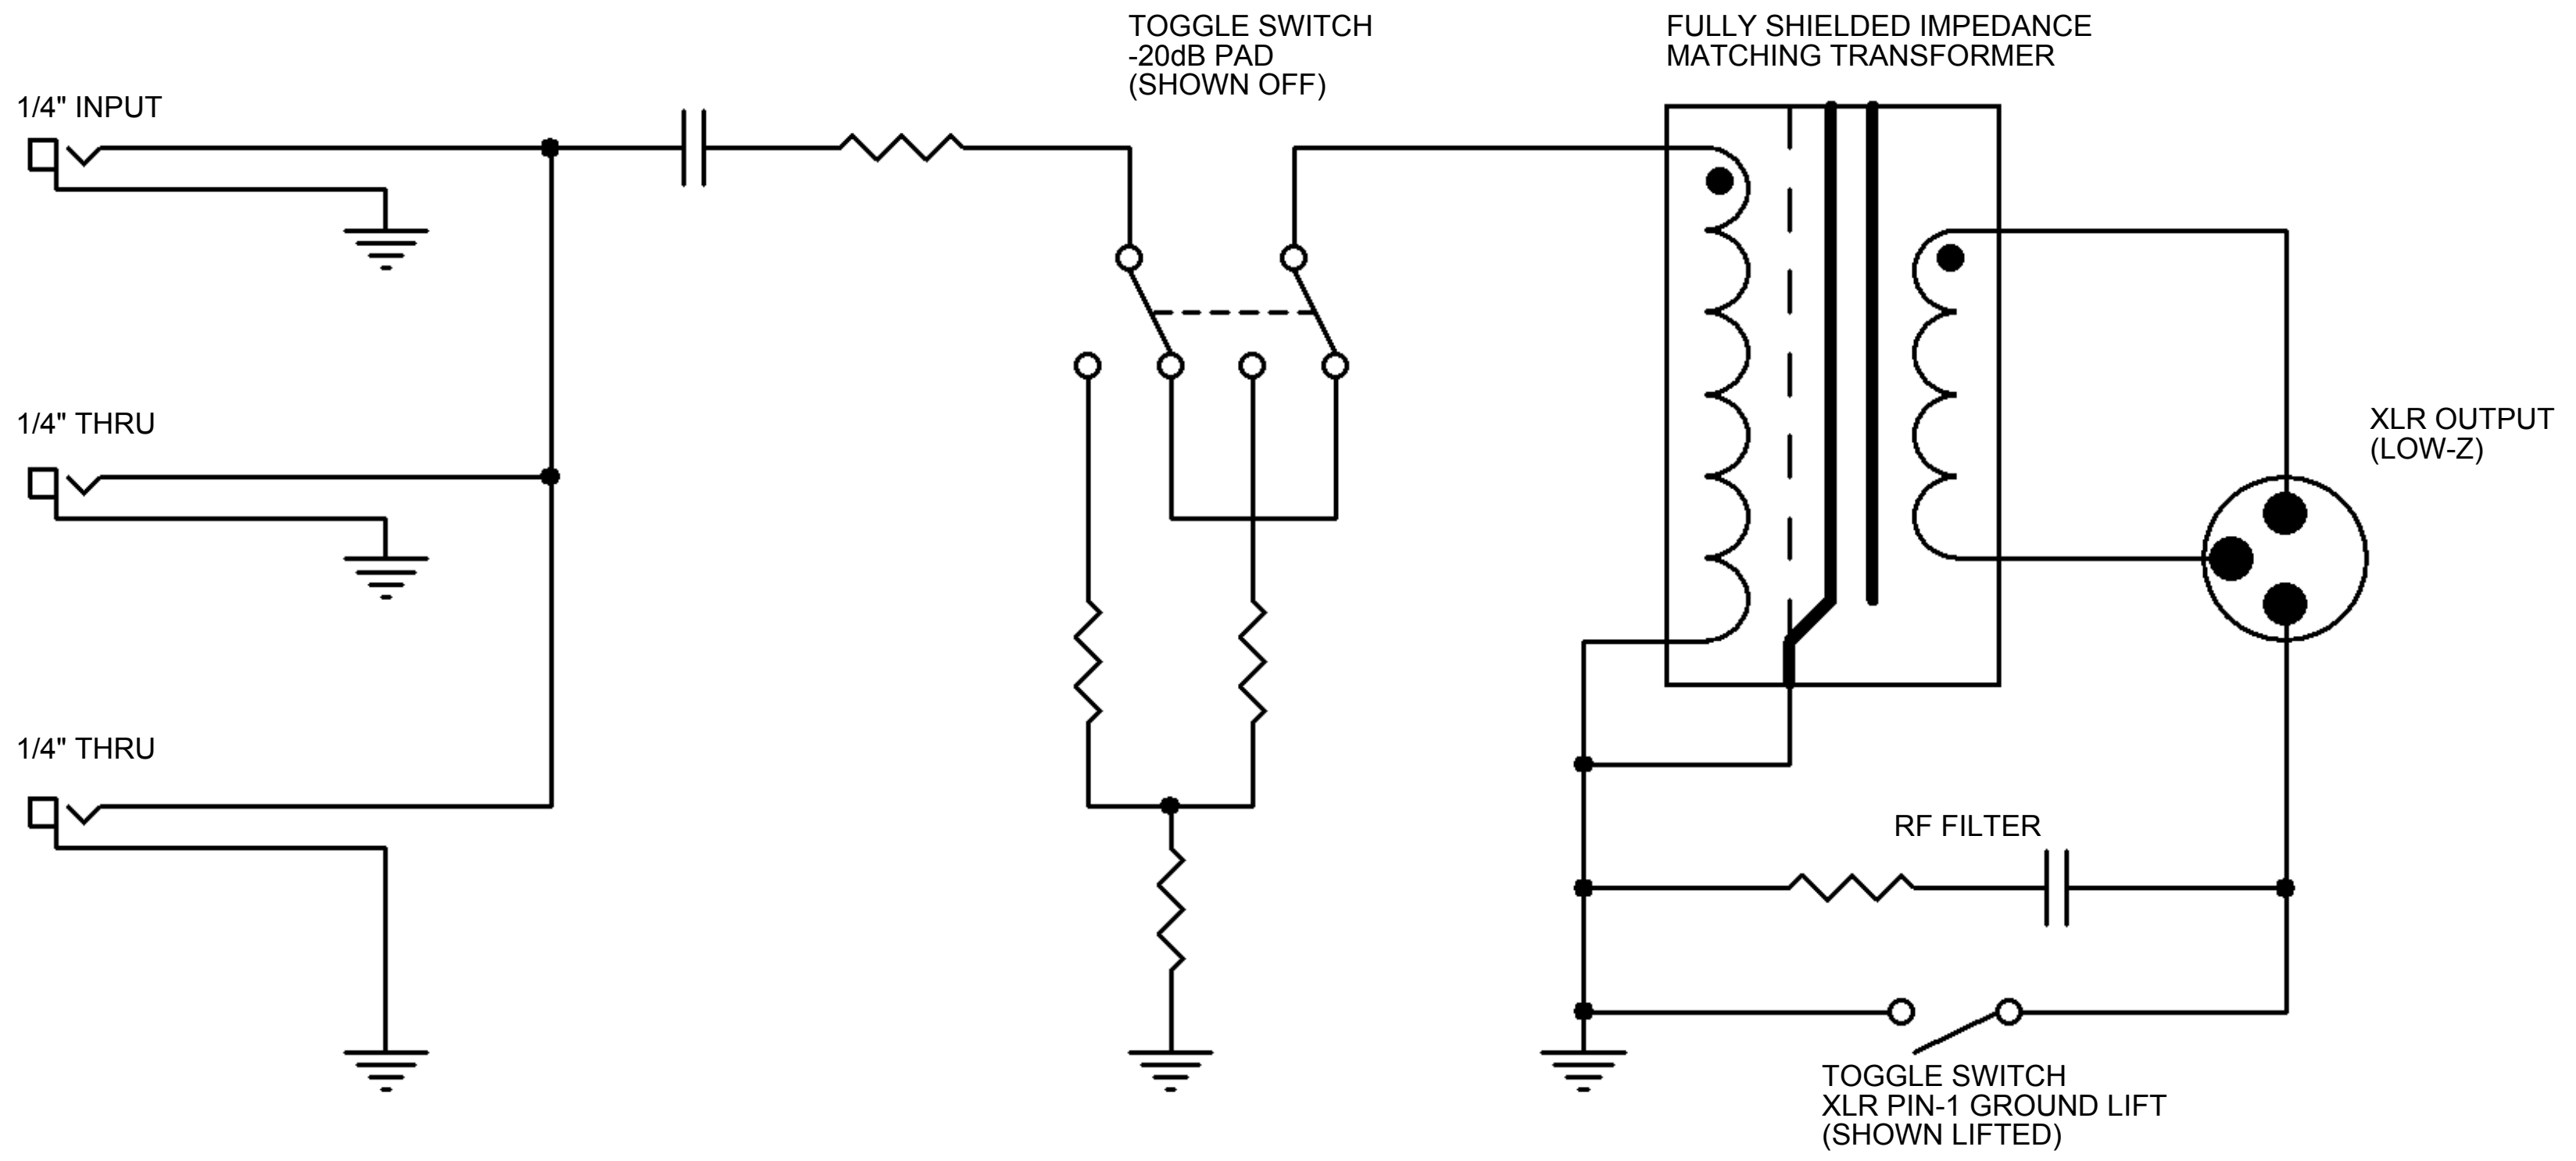 TOGGLE SWITCH
-20dB PAD
(SHOWN OFF)
FULLY SHIELDED IMPEDANCE
MATCHING TRANSFORMER
1/4" INPUT
1/4" THRU
XLR OUTPUT
(LOW-Z)
1/4" THRU
RF FILTER
TOGGLE SWITCH
XLR PIN-1 GROUND LIFT
(SHOWN LIFTED)